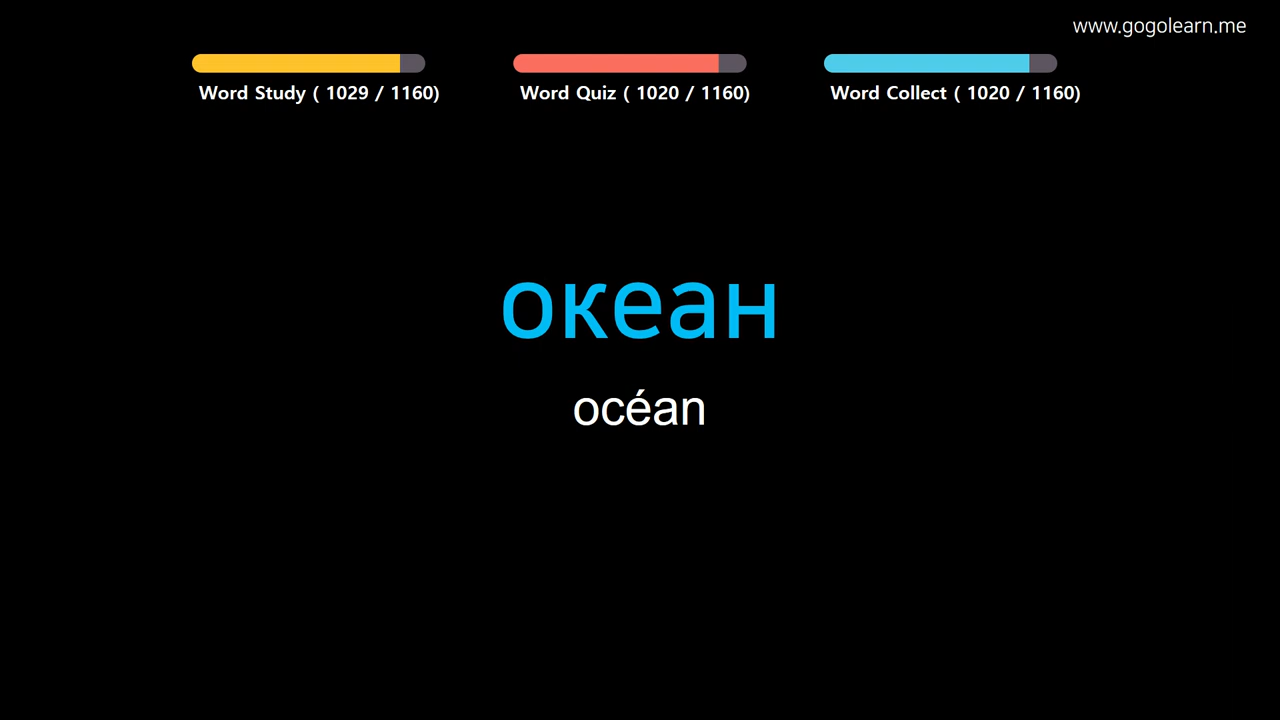 www.gogolearn.me
Word Study ( 1029 / 1160)
Word Quiz ( 1020 / 1160)
Word Collect ( 1020 / 1160)
океан
océan